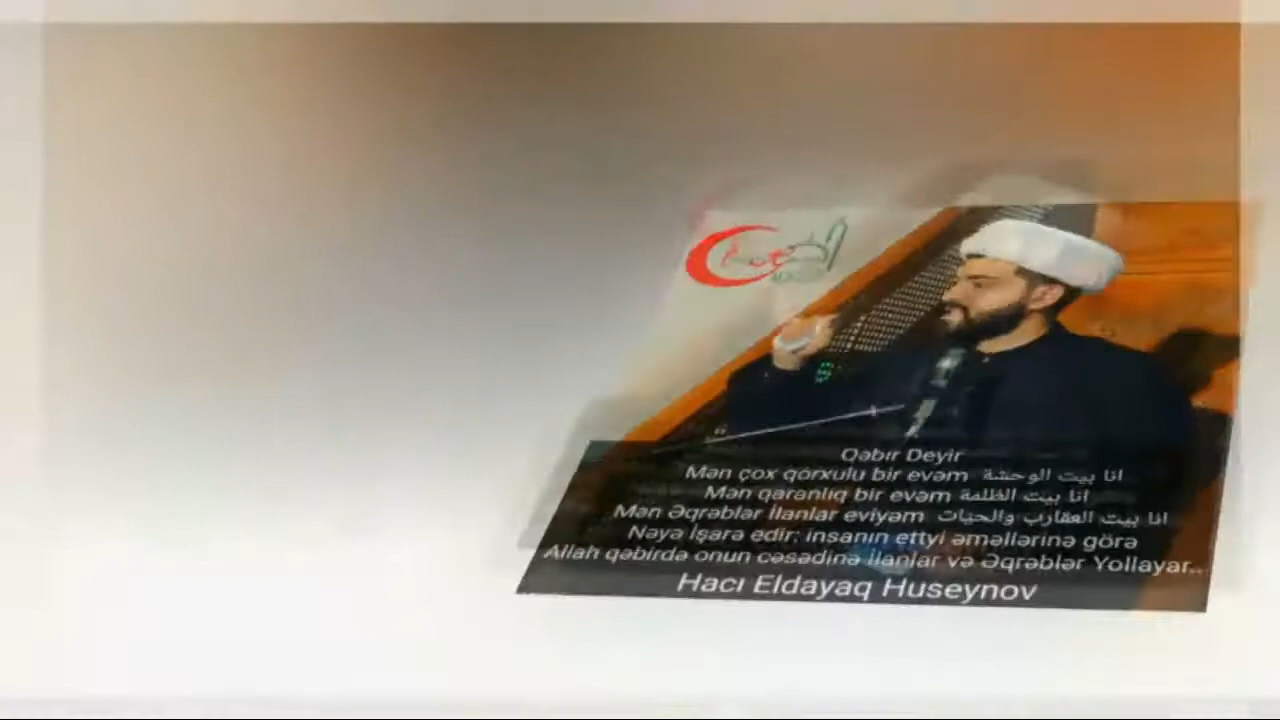 Qəbir Deyir
Mən çox qorxulu bir evəm انا بيت الوحشة
Mən qaranlıq bir evəm انا بيت الظلمة
Mən Əqrəblər İlanlar eviyəm انا بيت العقارب والحيات
Nəyə İşarə edir: insanın ettyi əməllərinə görə
Allah qəbirdə onun cəsədinə ilanlar və Əqrəblər Yollayar..
Hacı Eldayaq Huseynov